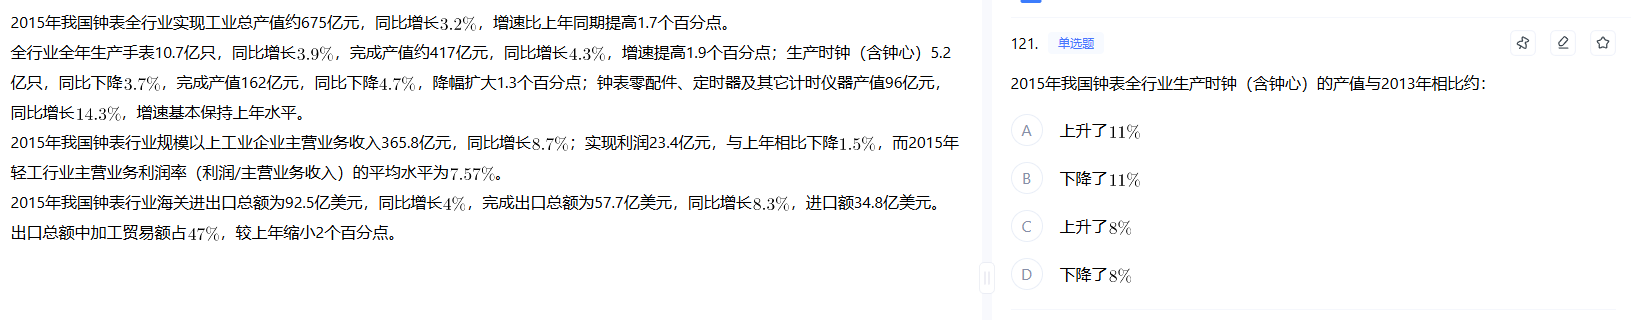 2015年我国钟表全行业实现工业总产值约675亿元，同比增长3.2%，增速比上年同期提高1.7个百分点。
全行业全年生产手表10.7亿只，同比增长3.9%，完成产值约417亿元，同比增长4.3%，增速提高1.9个百分点；生产时钟（含钟心）5.2
亿只，同比下降3.7%，完成产值162亿元，同比下降4.7%，降幅扩大1.3个百分点；钟表零配件、定时器及其它计时仪器产值96亿元，
同比增长14.3%，增速基本保持上年水平。
2015年我国钟表行业规模以上工业企业主营业务收入365.8亿元，同比增长8.7%；实现利润23.4亿元，与上年相比下降1.5%，而2015年
轻工行业主营业务利润率（利润/主营业务收入）的平均水平为7.57%。
2015年我国钟表行业海关进出口总额为92.5亿美元，同比增长4%，完成出口总额为57.7亿美元，同比增长8.3%，进口额34.8亿美元。
出口总额中加工贸易额占47%，较上年缩小2个百分点。
121. 单选题
2015年我国钟表全行业生产时钟（含钟心）的产值与2013年相比约：
A 上升了11%
B 下降了11%
C 上升了8%
D 下降了8%